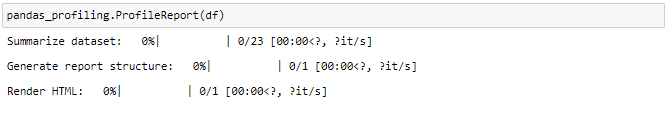 pandas_profiling.ProfileReport(df)
Summarize dataset: 0%| | 0/23 [00:00<?, ?it/s]
Generate report structure: 0%| | 0/1 [00:00<?, ?it/s]
Render HTML: 0%| | 0/1 [00:00<?, ?it/s]